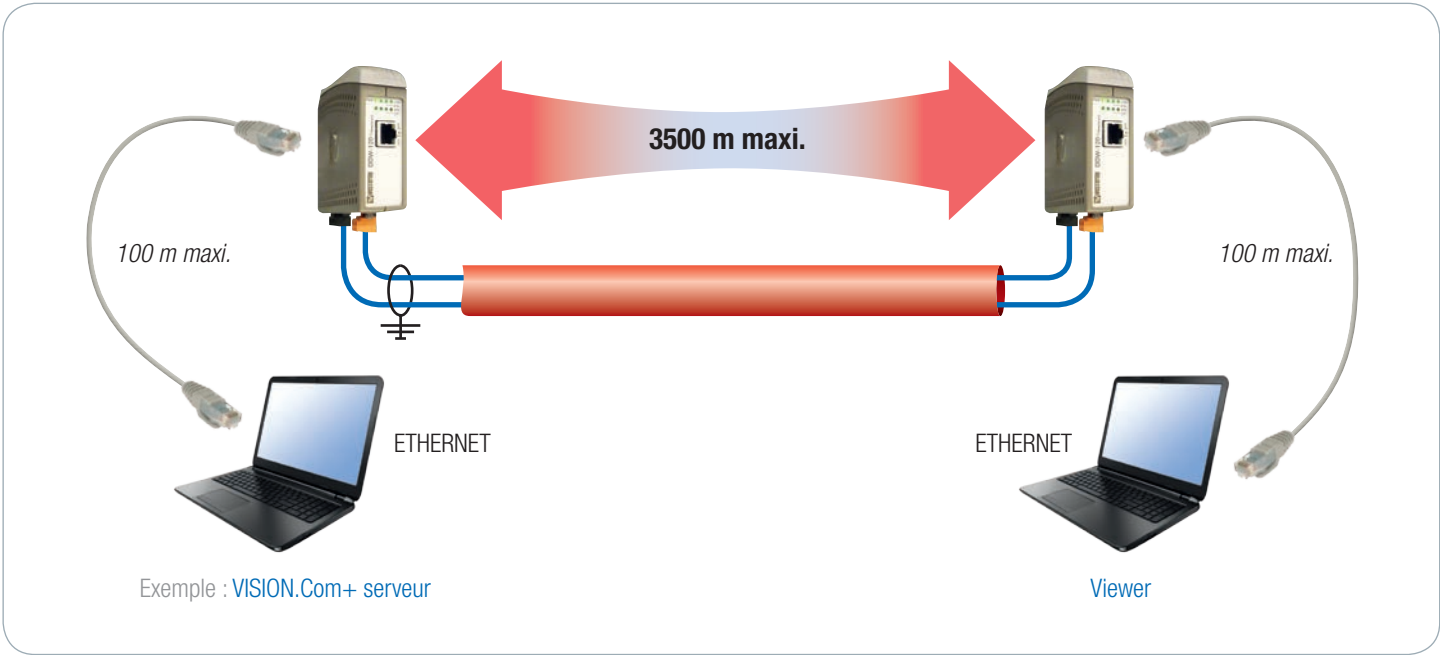 3500 m maxi.
100 m maxi.
100 m maxi.
ETHERNET
ETHERNET
Exemple : VISION.Com+ serveur
Viewer